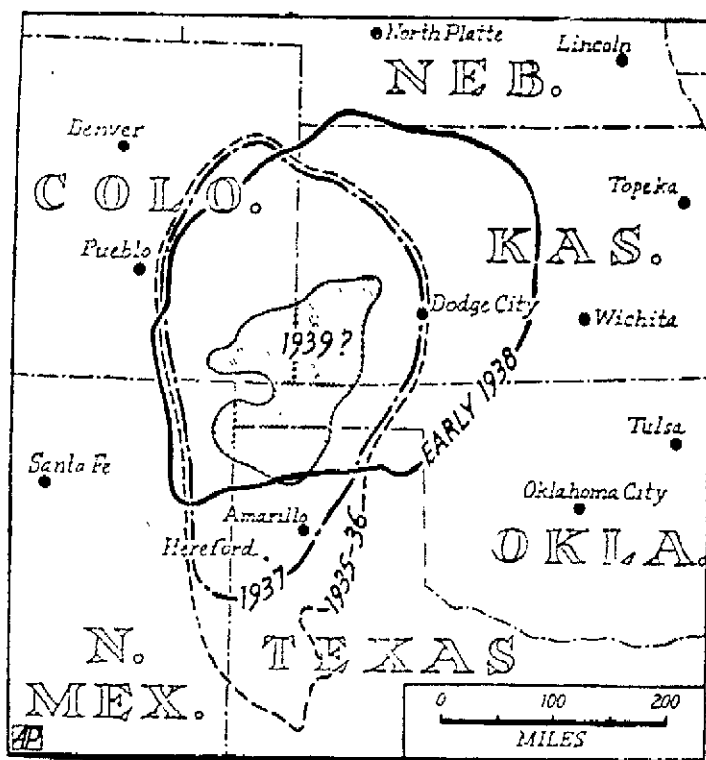 North Platte
Lincoln
NEB.
Denver
COLO.
Topeka
KAS.
Pueblo
Dodge City
Wichita
1939?
EARLY 1938
Tulsa
Santa Fe
Oklahoma City
Amarillo
OKLA.
Hereford
1937
1935-36
N.
MEX.
TEXAS
0 100 200
MILES
AP